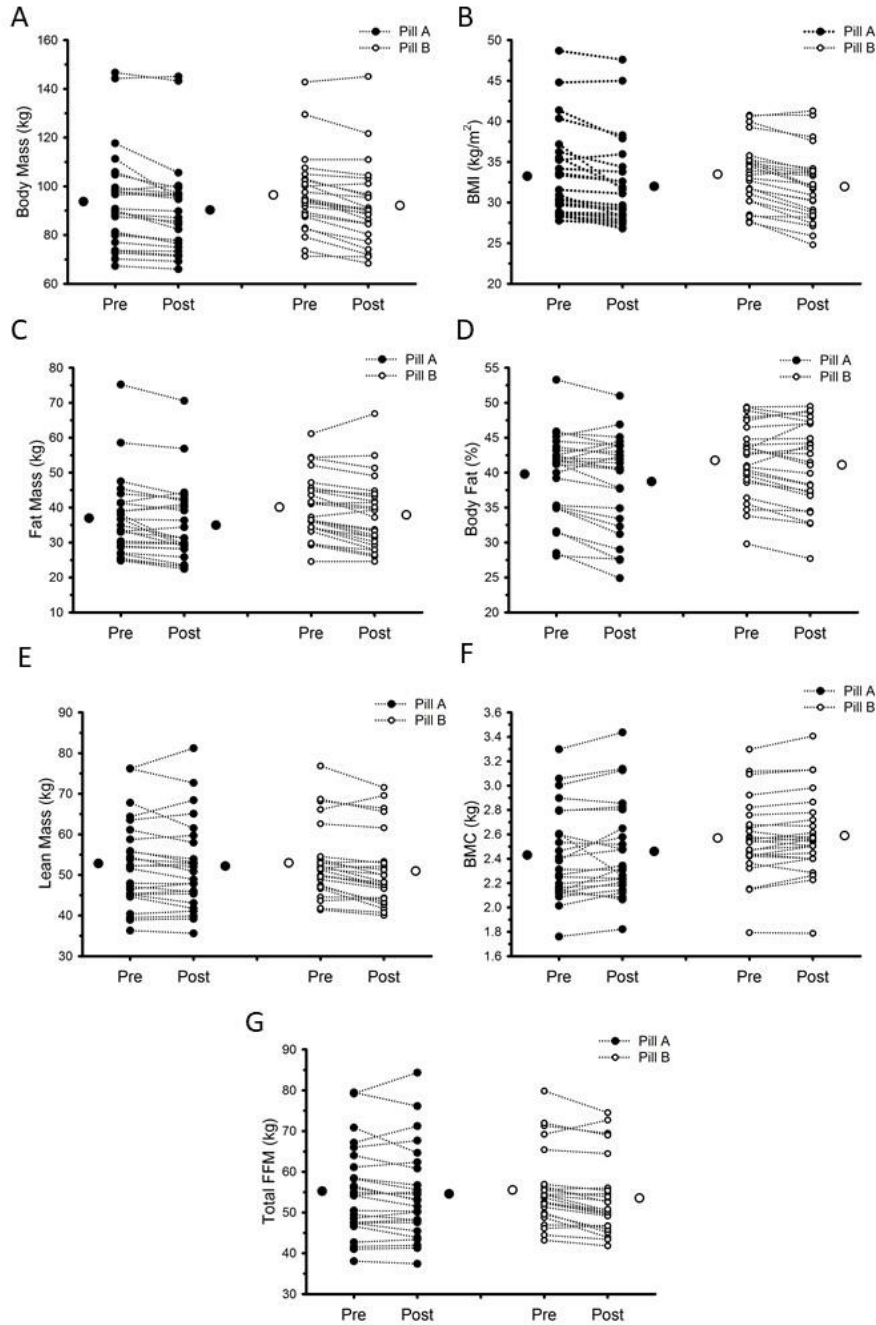 A
Body Mass (kg)
160
140
120
100
80
60
Pre
Post
Pre
Post
Pill A
Pill B
B
BMI (kg/m²)
50
45
40
35
30
25
20
Pre
Post
Pre
Post
Pill A
Pill B
C
Fat Mass (kg)
80
70
60
50
40
30
20
10
Pre
Post
Pre
Post
Pill A
Pill B
D
Body Fat (%)
60
55
50
45
40
35
30
25
20
Pre
Post
Pre
Post
Pill A
Pill B
E
Lean Mass (kg)
90
80
70
60
50
40
30
Pre
Post
Pre
Post
Pill A
Pill B
F
BMC (kg)
3.6
3.4
3.2
3.0
2.8
2.6
2.4
2.2
2.0
1.8
1.6
Pre
Post
Pre
Post
Pill A
Pill B
G
Total FFM (kg)
90
80
70
60
50
40
30
Pre
Post
Pre
Post
Pill A
Pill B